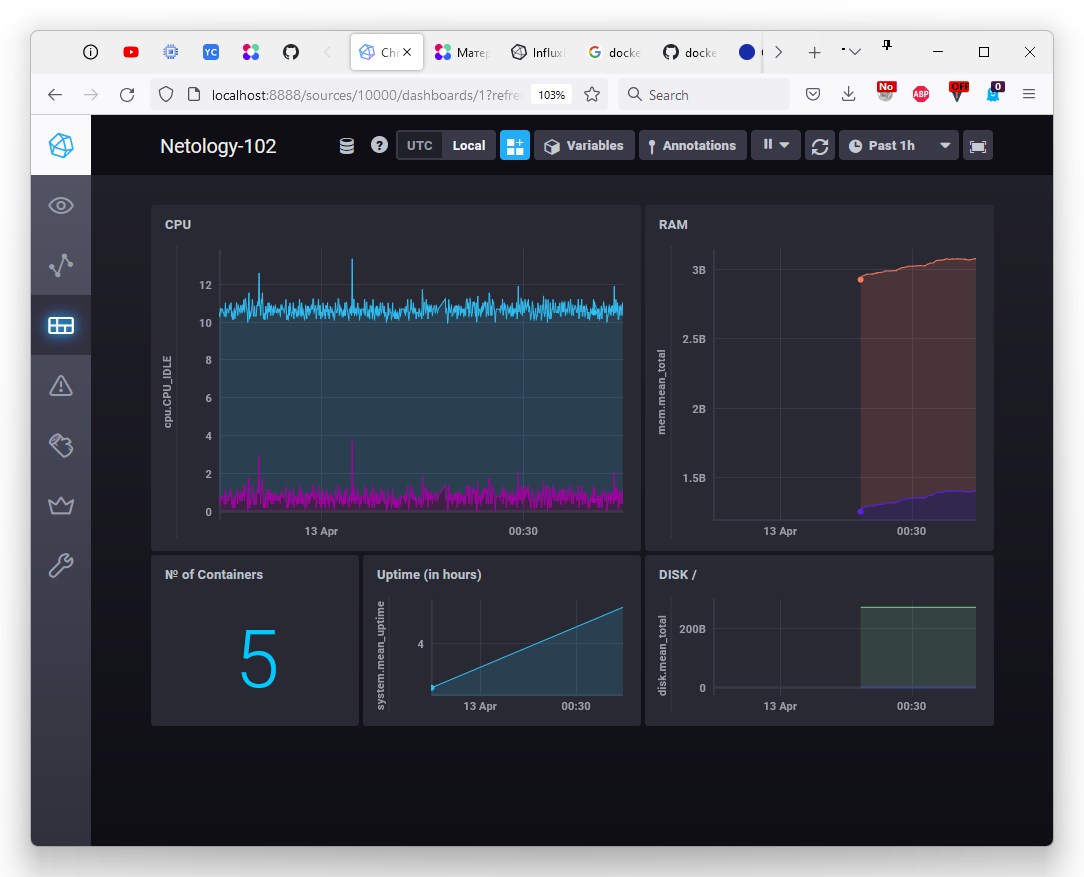 YC
Ch
Матер
Influx
docke
docke
localhost:8888/sources/10000/dashboards/1?refre
103%
Search
No
ABP
OFF
0
Netology-102
?
UTC
Local
Variables
Annotations
Past 1h
CPU
cpu.CPU_IDLE
12
10
8
6
4
2
0
13 Apr
00:30
RAM
mem.mean_total
3B
2.5B
2B
1.5B
13 Apr
00:30
№ of Containers
5
Uptime (in hours)
system.mean_uptime
4
13 Apr
00:30
DISK /
disk.mean_total
200B
0
13 Apr
00:30